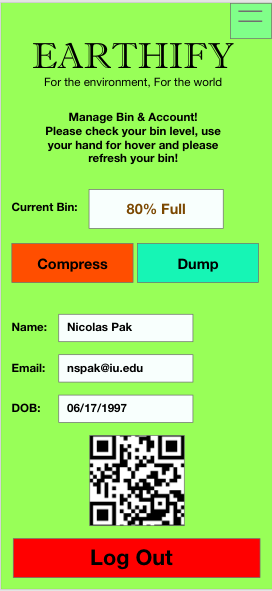 EARTHIFY
For the environment, For the world
Manage Bin & Account!
Please check your bin level, use
your hand for hover and please
refresh your bin!
Current Bin: 80% Full
Compress Dump
Name: Nicolas Pak
Email: nspak@iu.edu
DOB: 06/17/1997
Log Out